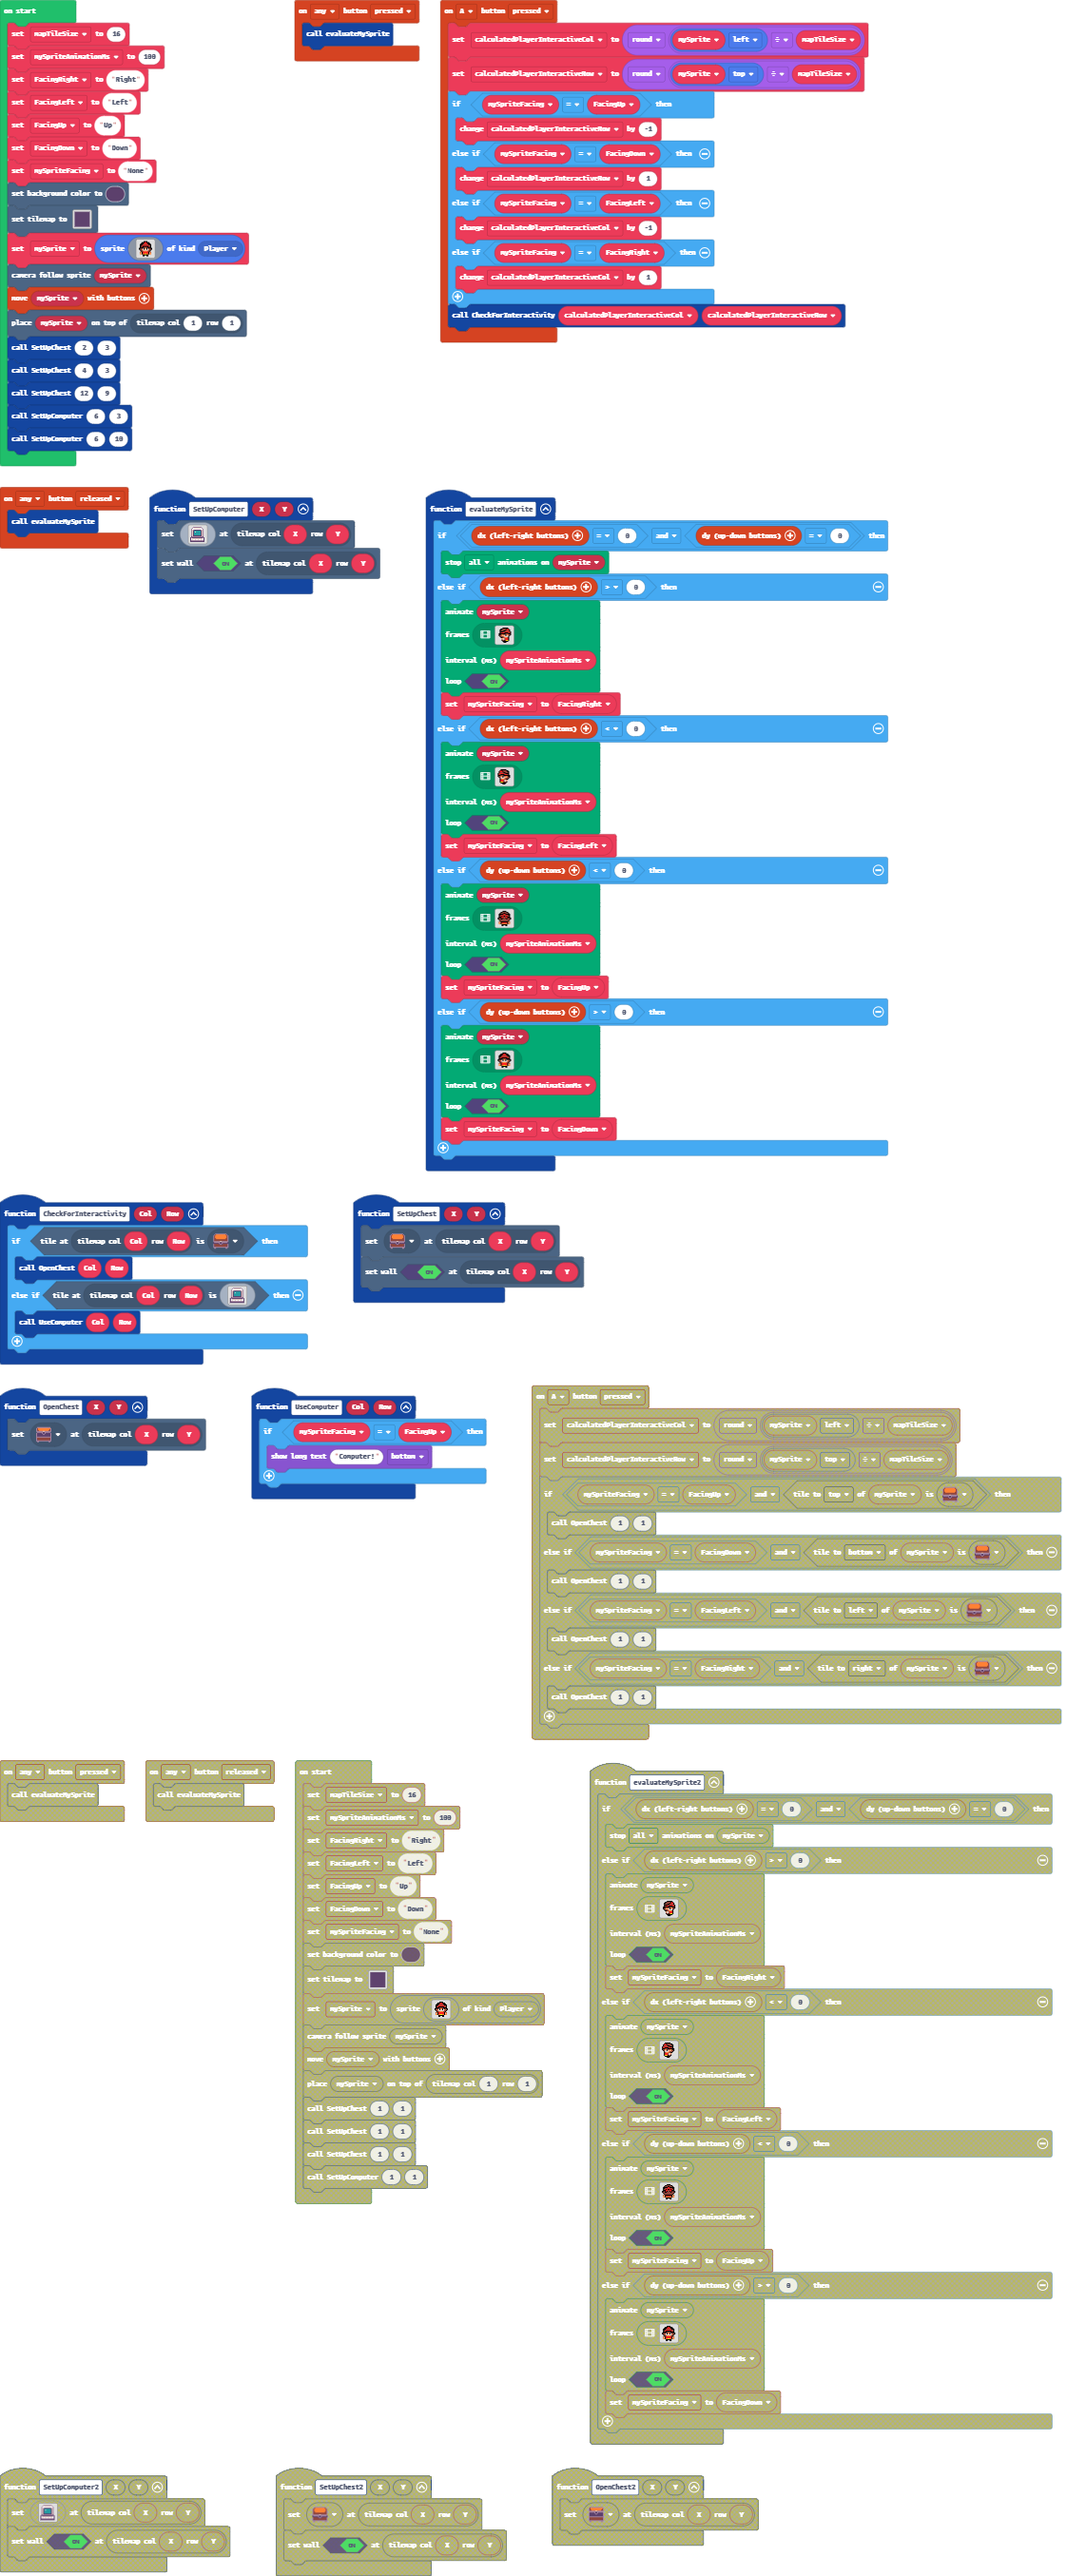 on start
set mapTileSize to 16
set mySpriteAnimationMs to 100
set FacingRight to "Right"
set FacingLeft to "Left"
set FacingUp to "Up"
set FacingDown to "Down"
set mySpriteFacing to "None"
set background color to
set tilemap to
set mySprite to sprite of kind Player
camera follow sprite mySprite
move mySprite with buttons
place mySprite on top of tilemap col 1 row 1
call SetUpChest 2 3
call SetUpChest 4 3
call SetUpChest 12 9
call SetUpComputer 6 3
call SetUpComputer 6 10
on any button pressed
call evaluateMySprite
on A button pressed
set calculatedPlayerInteractiveCol to round mySprite left ÷ mapTileSize
set calculatedPlayerInteractiveRow to round mySprite top ÷ mapTileSize
if mySpriteFacing = FacingUp then
change calculatedPlayerInteractiveRow by -1
else if mySpriteFacing = FacingDown then
change calculatedPlayerInteractiveRow by 1
else if mySpriteFacing = FacingLeft then
change calculatedPlayerInteractiveCol by -1
else if mySpriteFacing = FacingRight then
change calculatedPlayerInteractiveCol by 1
call CheckForInteractivity calculatedPlayerInteractiveCol calculatedPlayerInteractiveRow
on any button released
call evaluateMySprite
function SetUpComputer X Y
set at tilemap col X row Y
set wall ON at tilemap col X row Y
function evaluateMySprite
if dx (left-right buttons) = 0 and dy (up-down buttons) = 0 then
stop all animations on mySprite
else if dx (left-right buttons) > 0 then
animate mySprite
frames
interval (ms) mySpriteAnimationMs
loop ON
set mySpriteFacing to FacingRight
else if dx (left-right buttons) < 0 then
animate mySprite
frames
interval (ms) mySpriteAnimationMs
loop ON
set mySpriteFacing to FacingLeft
else if dy (up-down buttons) < 0 then
animate mySprite
frames
interval (ms) mySpriteAnimationMs
loop ON
set mySpriteFacing to FacingUp
else if dy (up-down buttons) > 0 then
animate mySprite
frames
interval (ms) mySpriteAnimationMs
loop ON
set mySpriteFacing to FacingDown
function CheckForInteractivity Col Row
if tile at tilemap col Col row Row is then
call OpenChest Col Row
else if tile at tilemap col Col row Row is then
call UseComputer Col Row
function SetUpChest X Y
set at tilemap col X row Y
set wall ON at tilemap col X row Y
function OpenChest X Y
set at tilemap col X row Y
function UseComputer Col Row
if mySpriteFacing = FacingUp then
show long text "Computer!" bottom
on A button pressed
set calculatedPlayerInteractiveCol to round mySprite left ÷ mapTileSize
set calculatedPlayerInteractiveRow to round mySprite top ÷ mapTileSize
if mySpriteFacing = FacingUp and tile to top of mySprite is then
call OpenChest 1 1
else if mySpriteFacing = FacingDown and tile to bottom of mySprite is then
call OpenChest 1 1
else if mySpriteFacing = FacingLeft and tile to left of mySprite is then
call OpenChest 1 1
else if mySpriteFacing = FacingRight and tile to right of mySprite is then
call OpenChest 1 1
on any button pressed
call evaluateMySprite
on any button released
call evaluateMySprite
on start
set mapTileSize to 16
set mySpriteAnimationMs to 100
set FacingRight to "Right"
set FacingLeft to "Left"
set FacingUp to "Up"
set FacingDown to "Down"
set mySpriteFacing to "None"
set background color to
set tilemap to
set mySprite to sprite of kind Player
camera follow sprite mySprite
move mySprite with buttons
place mySprite on top of tilemap col 1 row 1
call SetUpChest 1 1
call SetUpChest 1 1
call SetUpChest 1 1
call SetUpComputer 1 1
function evaluateMySprite2
if dx (left-right buttons) = 0 and dy (up-down buttons) = 0 then
stop all animations on mySprite
else if dx (left-right buttons) > 0 then
animate mySprite
frames
interval (ms) mySpriteAnimationMs
loop ON
set mySpriteFacing to FacingRight
else if dx (left-right buttons) < 0 then
animate mySprite
frames
interval (ms) mySpriteAnimationMs
loop ON
set mySpriteFacing to FacingLeft
else if dy (up-down buttons) < 0 then
animate mySprite
frames
interval (ms) mySpriteAnimationMs
loop ON
set mySpriteFacing to FacingUp
else if dy (up-down buttons) > 0 then
animate mySprite
frames
interval (ms) mySpriteAnimationMs
loop ON
set mySpriteFacing to FacingDown
function SetUpComputer2 X Y
set at tilemap col X row Y
set wall ON at tilemap col X row Y
function SetUpChest2 X Y
set at tilemap col X row Y
set wall ON at tilemap col X row Y
function OpenChest2 X Y
set at tilemap col X row Y